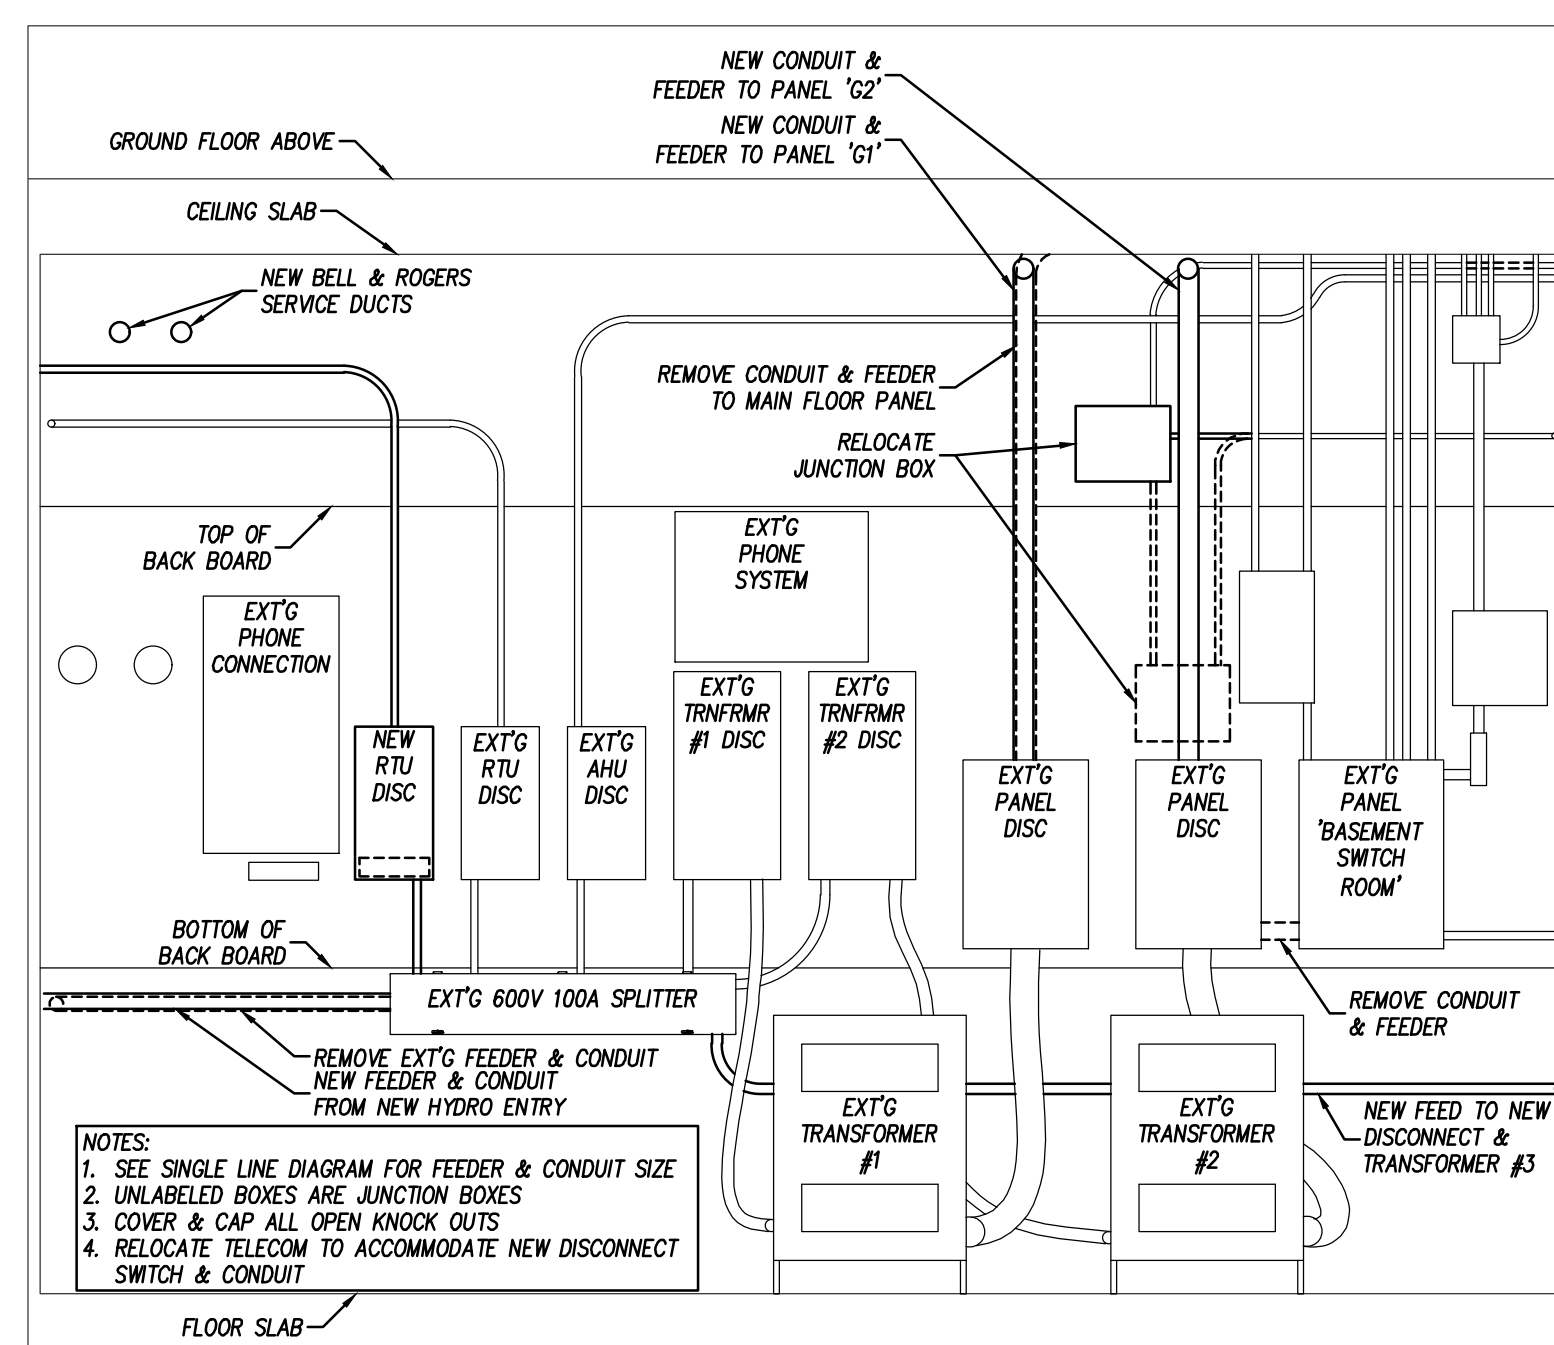 NEW CONDUIT &
FEEDER TO PANEL 'G2'
NEW CONDUIT &
FEEDER TO PANEL 'G1'
GROUND FLOOR ABOVE
CEILING SLAB
NEW BELL & ROGERS
SERVICE DUCTS
REMOVE CONDUIT & FEEDER
TO MAIN FLOOR PANEL
RELOCATE
JUNCTION BOX
TOP OF
BACK BOARD
EXT'G
PHONE
SYSTEM
EXT'G
PHONE
CONNECTION
NEW
RTU
DISC
EXT'G
RTU
DISC
EXT'G
AHU
DISC
EXT'G
TRNFRMR
#1 DISC
EXT'G
TRNFRMR
#2 DISC
EXT'G
PANEL
DISC
EXT'G
PANEL
DISC
EXT'G
PANEL
'BASEMENT
SWITCH
ROOM'
BOTTOM OF
BACK BOARD
EXT'G 600V 100A SPLITTER
REMOVE CONDUIT
& FEEDER
REMOVE EXT'G FEEDER & CONDUIT
NEW FEEDER & CONDUIT
FROM NEW HYDRO ENTRY
EXT'G
TRANSFORMER
#1
EXT'G
TRANSFORMER
#2
NEW FEED TO NEW
DISCONNECT &
TRANSFORMER #3
NOTES:
1. SEE SINGLE LINE DIAGRAM FOR FEEDER & CONDUIT SIZE
2. UNLABELED BOXES ARE JUNCTION BOXES
3. COVER & CAP ALL OPEN KNOCK OUTS
4. RELOCATE TELECOM TO ACCOMMODATE NEW DISCONNECT
SWITCH & CONDUIT
FLOOR SLAB